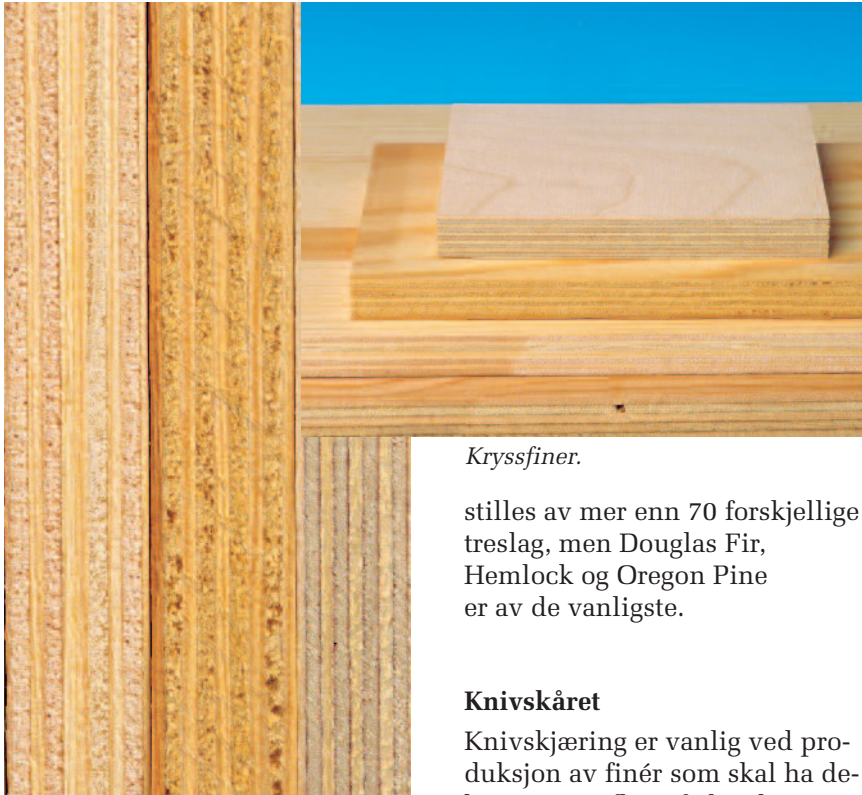 Kryssfiner.
stilles av mer enn 70 forskjellige
treslag, men Douglas Fir,
Hemlock og Oregon Pine
er av de vanligste.
Knivskåret
Knivskjæring er vanlig ved pro-
duksjon av finér som skal ha de-